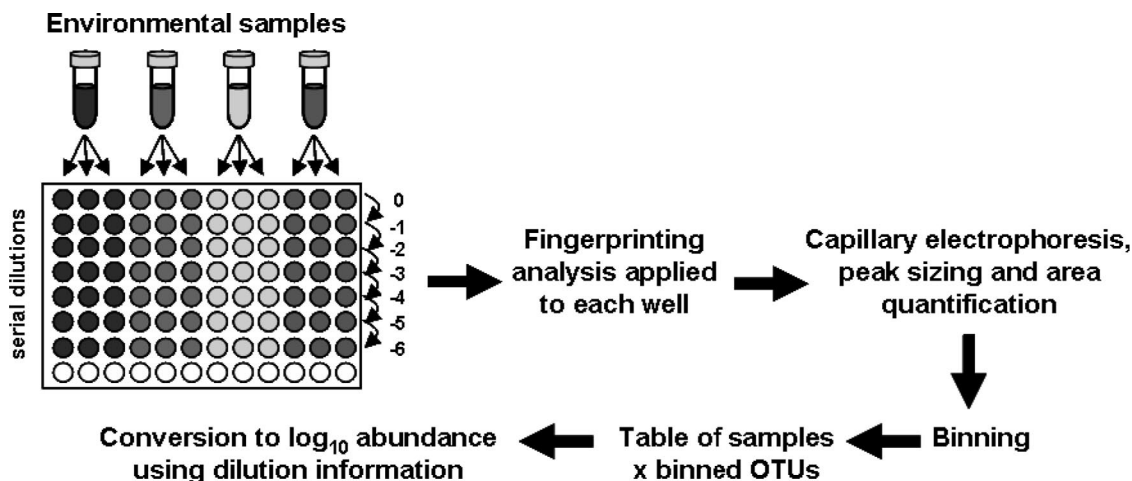 Environmental samples
serial dilutions
0
-1
-2
-3
-4
-5
-6
Fingerprinting
analysis applied
to each well
Capillary electrophoresis,
peak sizing and area
quantification
Binning
Table of samples
x binned OTUs
Conversion to log₁₀ abundance
using dilution information